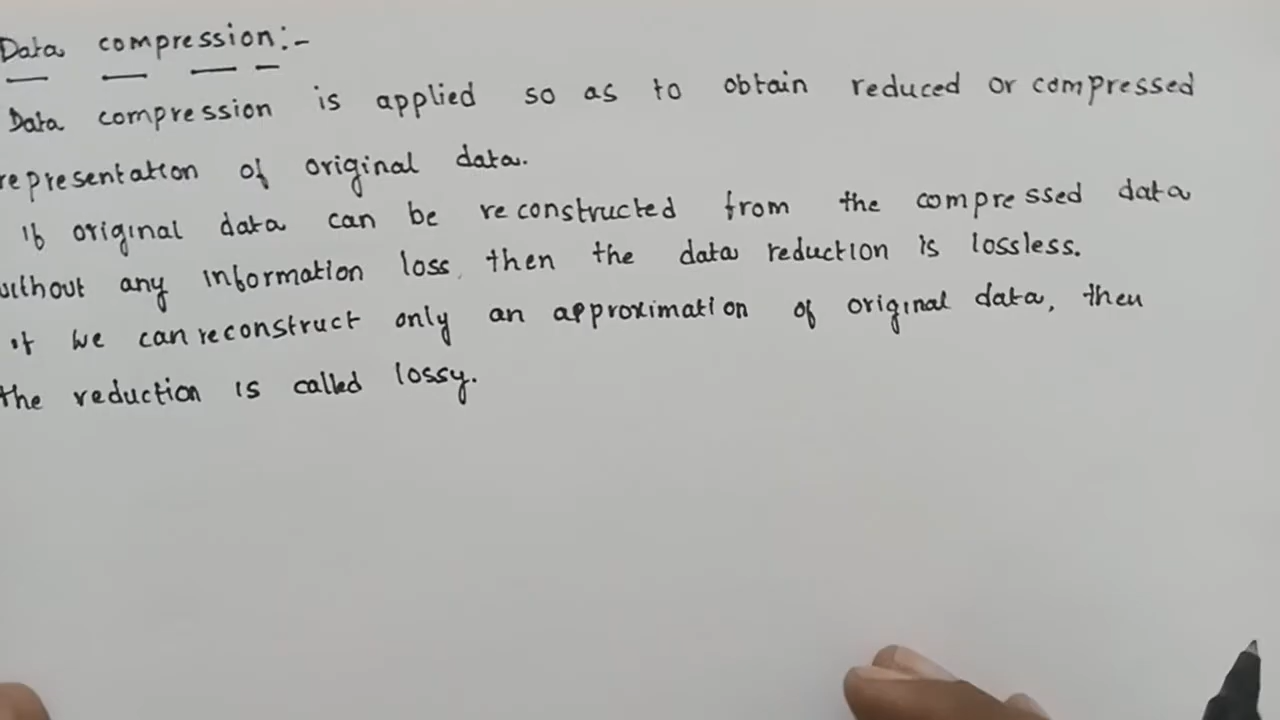 Data compression:-
Data compression is applied so as to obtain reduced or compressed
representation of original data.
If original data can be reconstructed from the compressed data
without any information loss, then the data reduction is lossless.
if we can reconstruct only an approximation of original data, then
the reduction is called lossy.